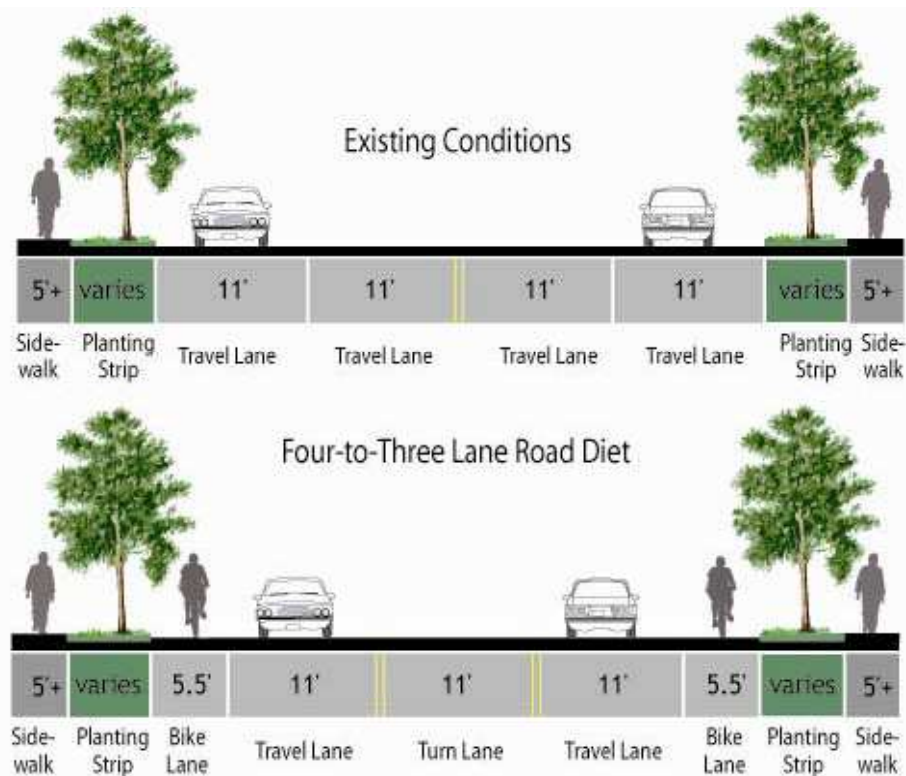 Existing Conditions
5'+ varies 11' 11' 11' 11' varies 5'+
Side- Planting Travel Lane Travel Lane Travel Lane Travel Lane Planting Side-
walk Strip Strip walk
Four-to-Three Lane Road Diet
5'+ varies 5.5' 11' 11' 11' 5.5' varies 5'+
Side- Planting Bike Travel Lane Turn Lane Travel Lane Bike Planting Side-
walk Strip Lane Lane Strip walk